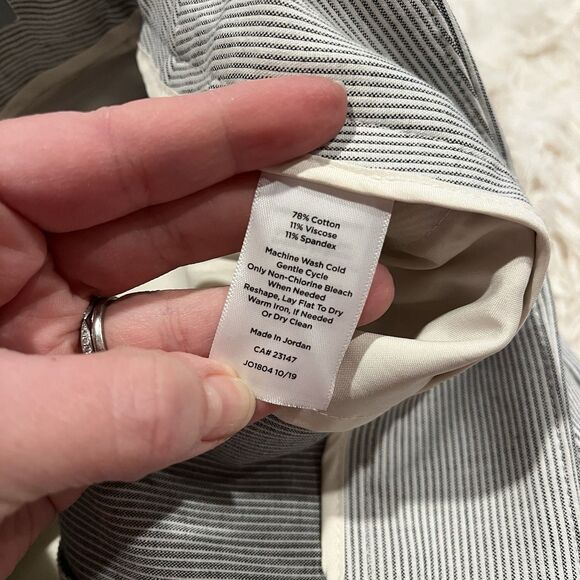 78% Cotton
11% Viscose
11% Spandex
Machine Wash Cold
Gentle Cycle
Only Non-Chlorine Bleach
When Needed
Reshape, Lay Flat To Dry
Warm Iron, If Needed
Or Dry Clean
Made In Jordan
CA# 23147
JO1804 10/19